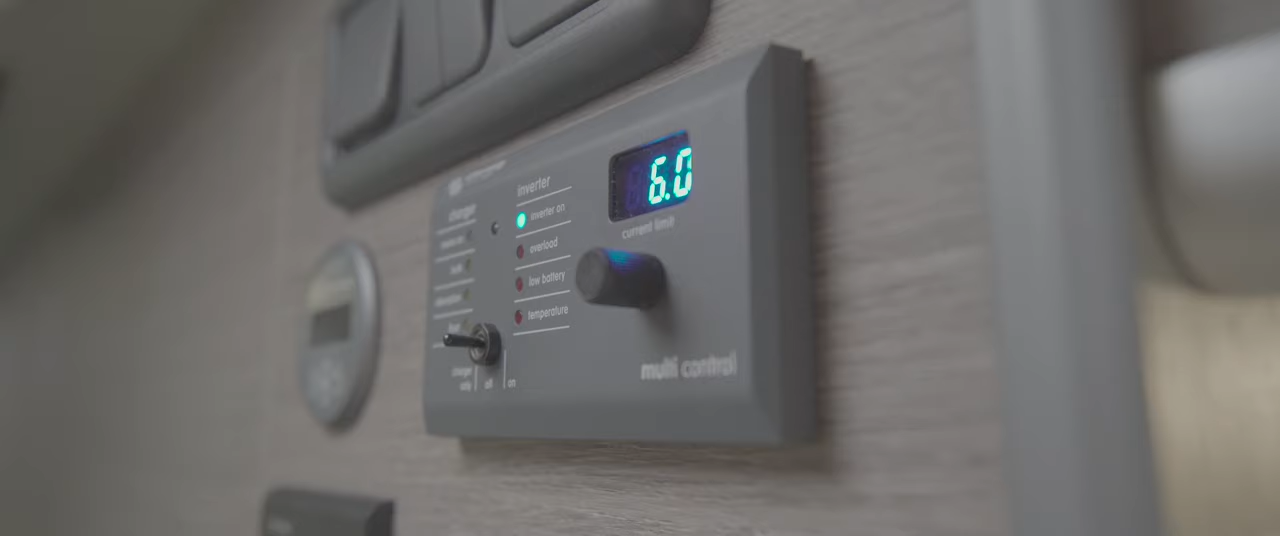 charger
inverter
inverter on
overload
low battery
temperature
6.0
current limit
charger
only
off
on
multi control